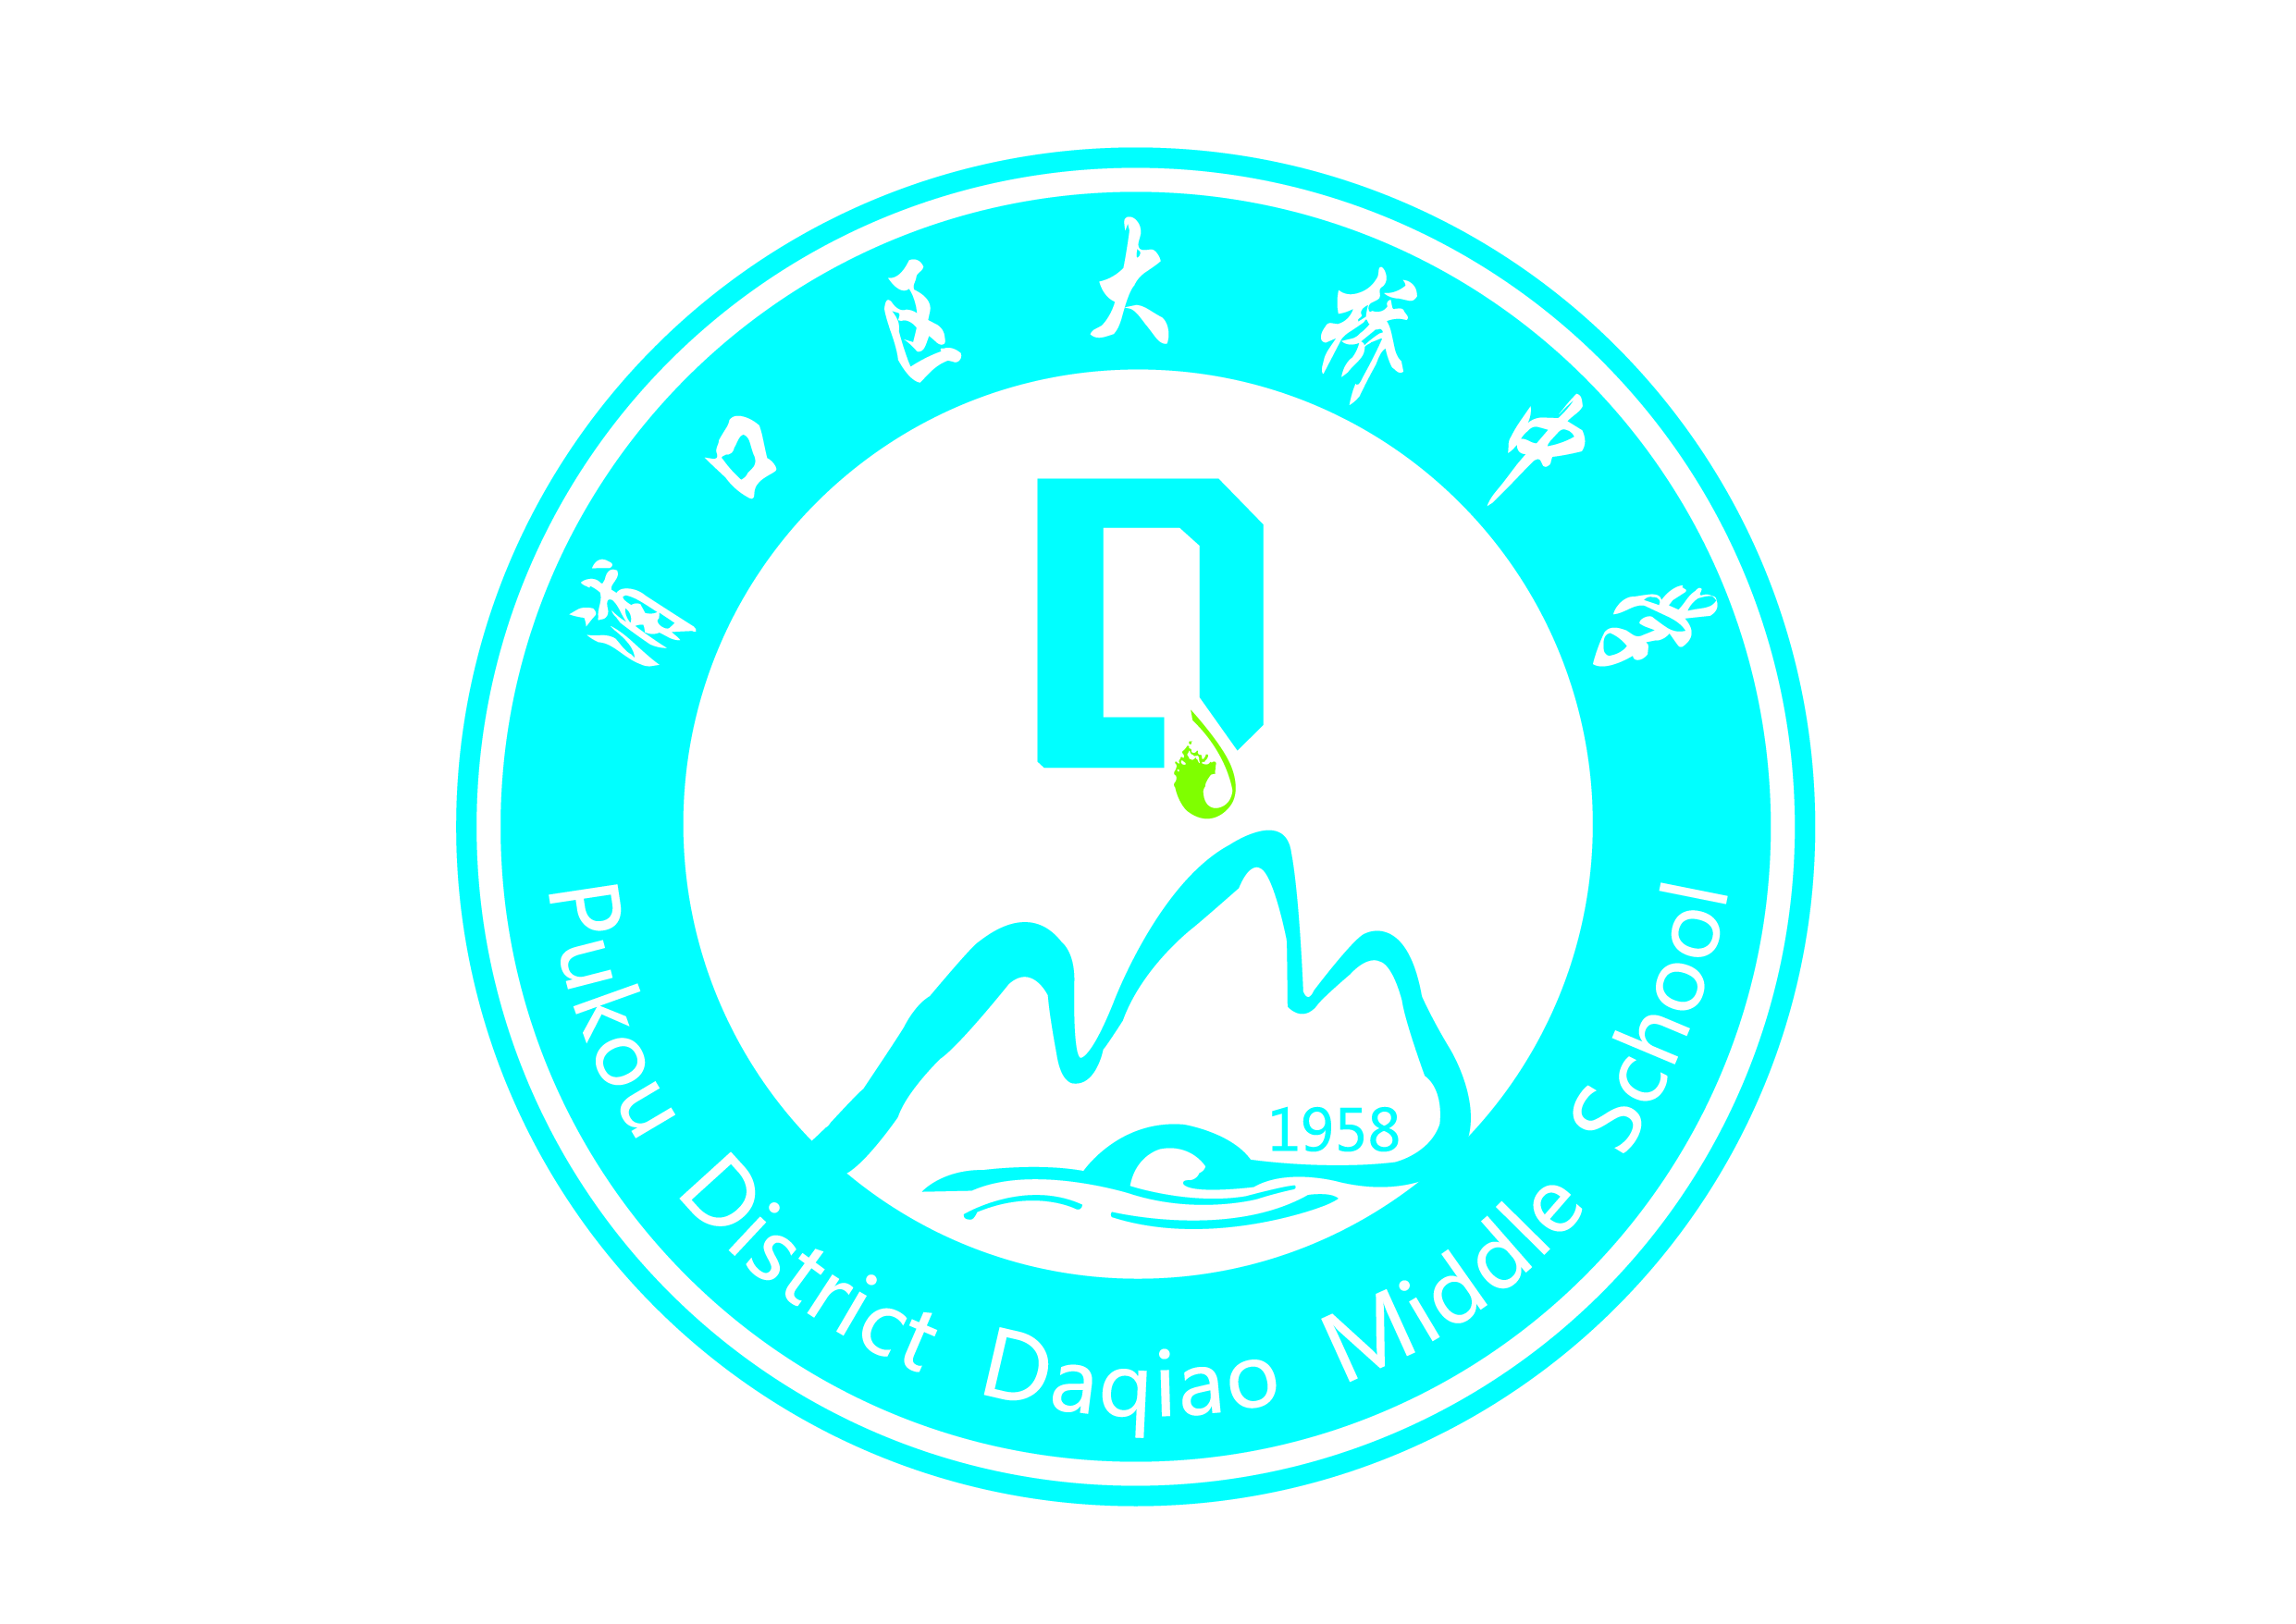 浦口区大桥中学
1958
Pukou District Daqiao Middle School